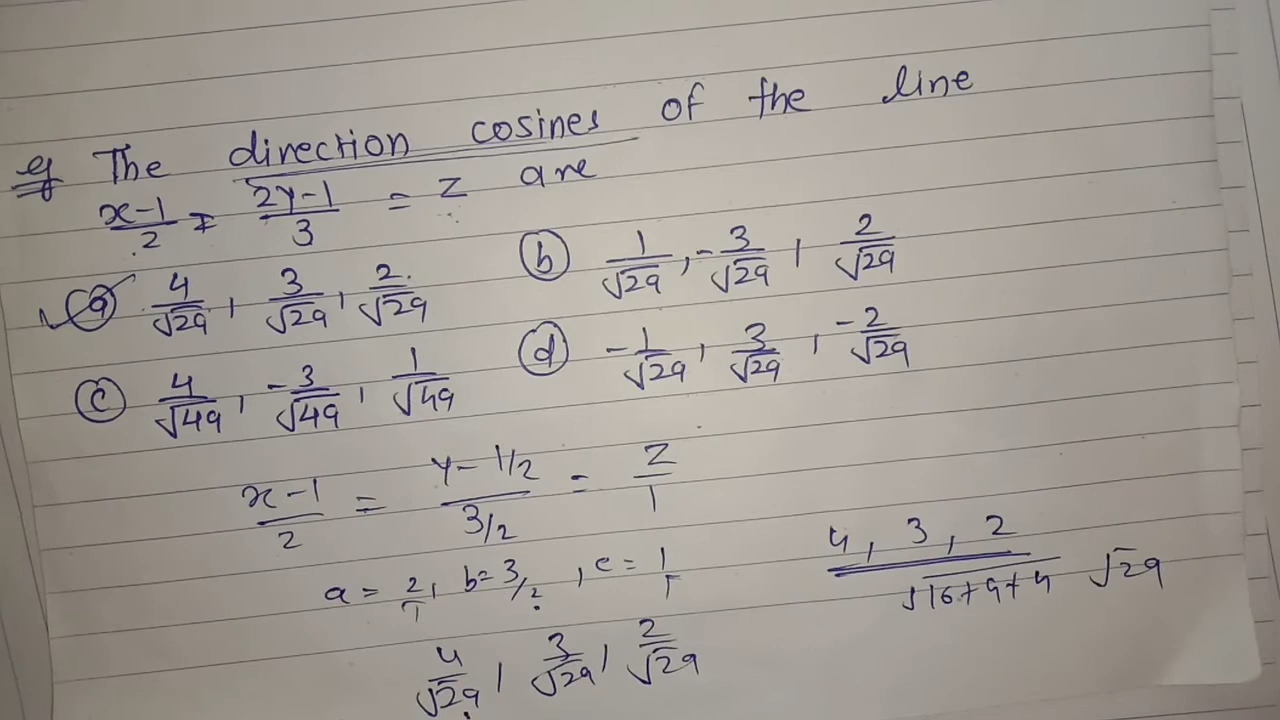 eg The direction cosines of the line
x-1/2 = 2y-1/3 = z are
(a) 4/√29, 3/√29, 2/√29 (b) 1/√29, -3/√29, 2/√29
(c) 4/√49, -3/√49, 1/√49 (d) -1/√29, 3/√29, -2/√29
x-1/2 = y-1/2/3/2 = z/1
a = 2/1, b=3/2, c=1/1
4, 3, 2
√16+9+4 √29
4/√29, 3/√29, 2/√29